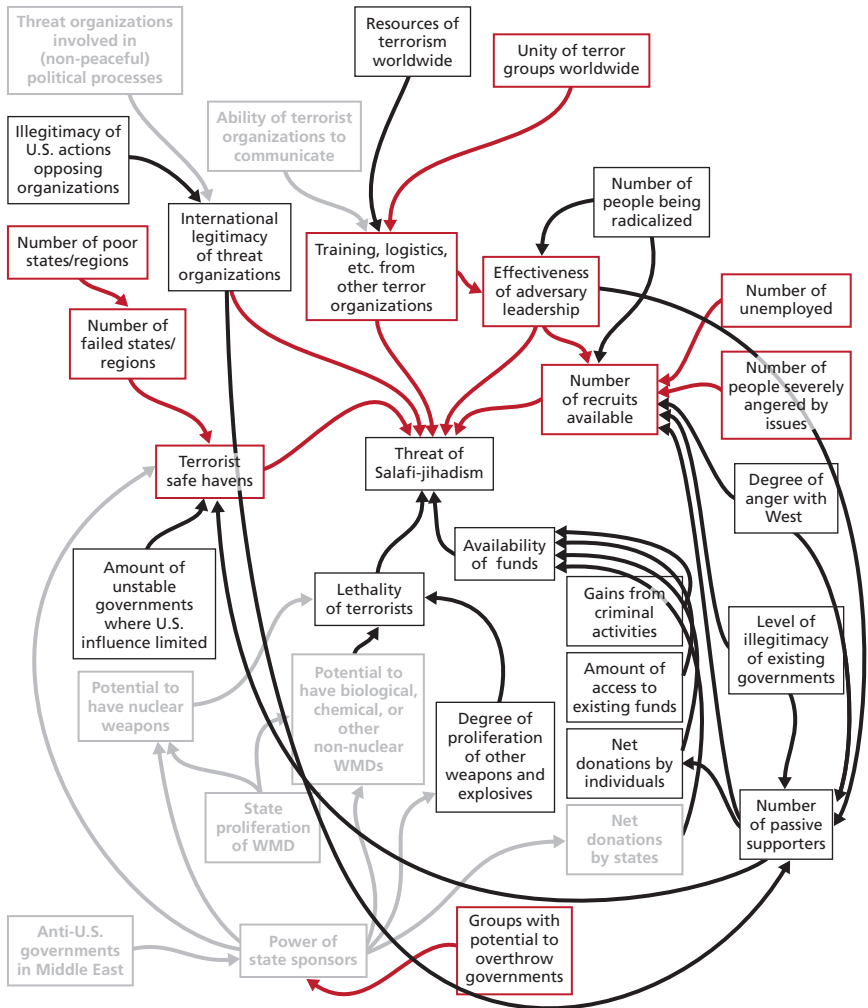 Threat organizations
involved in
(non-peaceful)
political processes
Resources of
terrorism
worldwide
Unity of terror
groups worldwide
Illegitimacy of
U.S. actions
opposing
organizations
Ability of terrorist
organizations to
communicate
Number of
people being
radicalized
International
legitimacy
of threat
organizations
Number of poor
states/regions
Training, logistics,
etc. from
other terror
organizations
Effectiveness
of adversary
leadership
Number of
unemployed
Number of
failed states/
regions
Number
of recruits
available
Number of
people severely
angered by
issues
Terrorist
safe havens
Threat of
Salafi-jihadism
Degree of
anger with
West
Amount of
unstable
governments
where U.S.
influence limited
Availability
of funds
Lethality
of terrorists
Gains from
criminal
activities
Level of
illegitimacy
of existing
governments
Potential to
have nuclear
weapons
Potential to
have biological,
chemical, or
other
non-nuclear
WMDs
Amount of
access to
existing funds
Degree of
proliferation
of other
weapons and
explosives
Net
donations by
individuals
State
proliferation
of WMD
Net
donations
by states
Number
of passive
supporters
Anti-U.S.
governments
in Middle East
Power of
state sponsors
Groups with
potential to
overthrow
governments